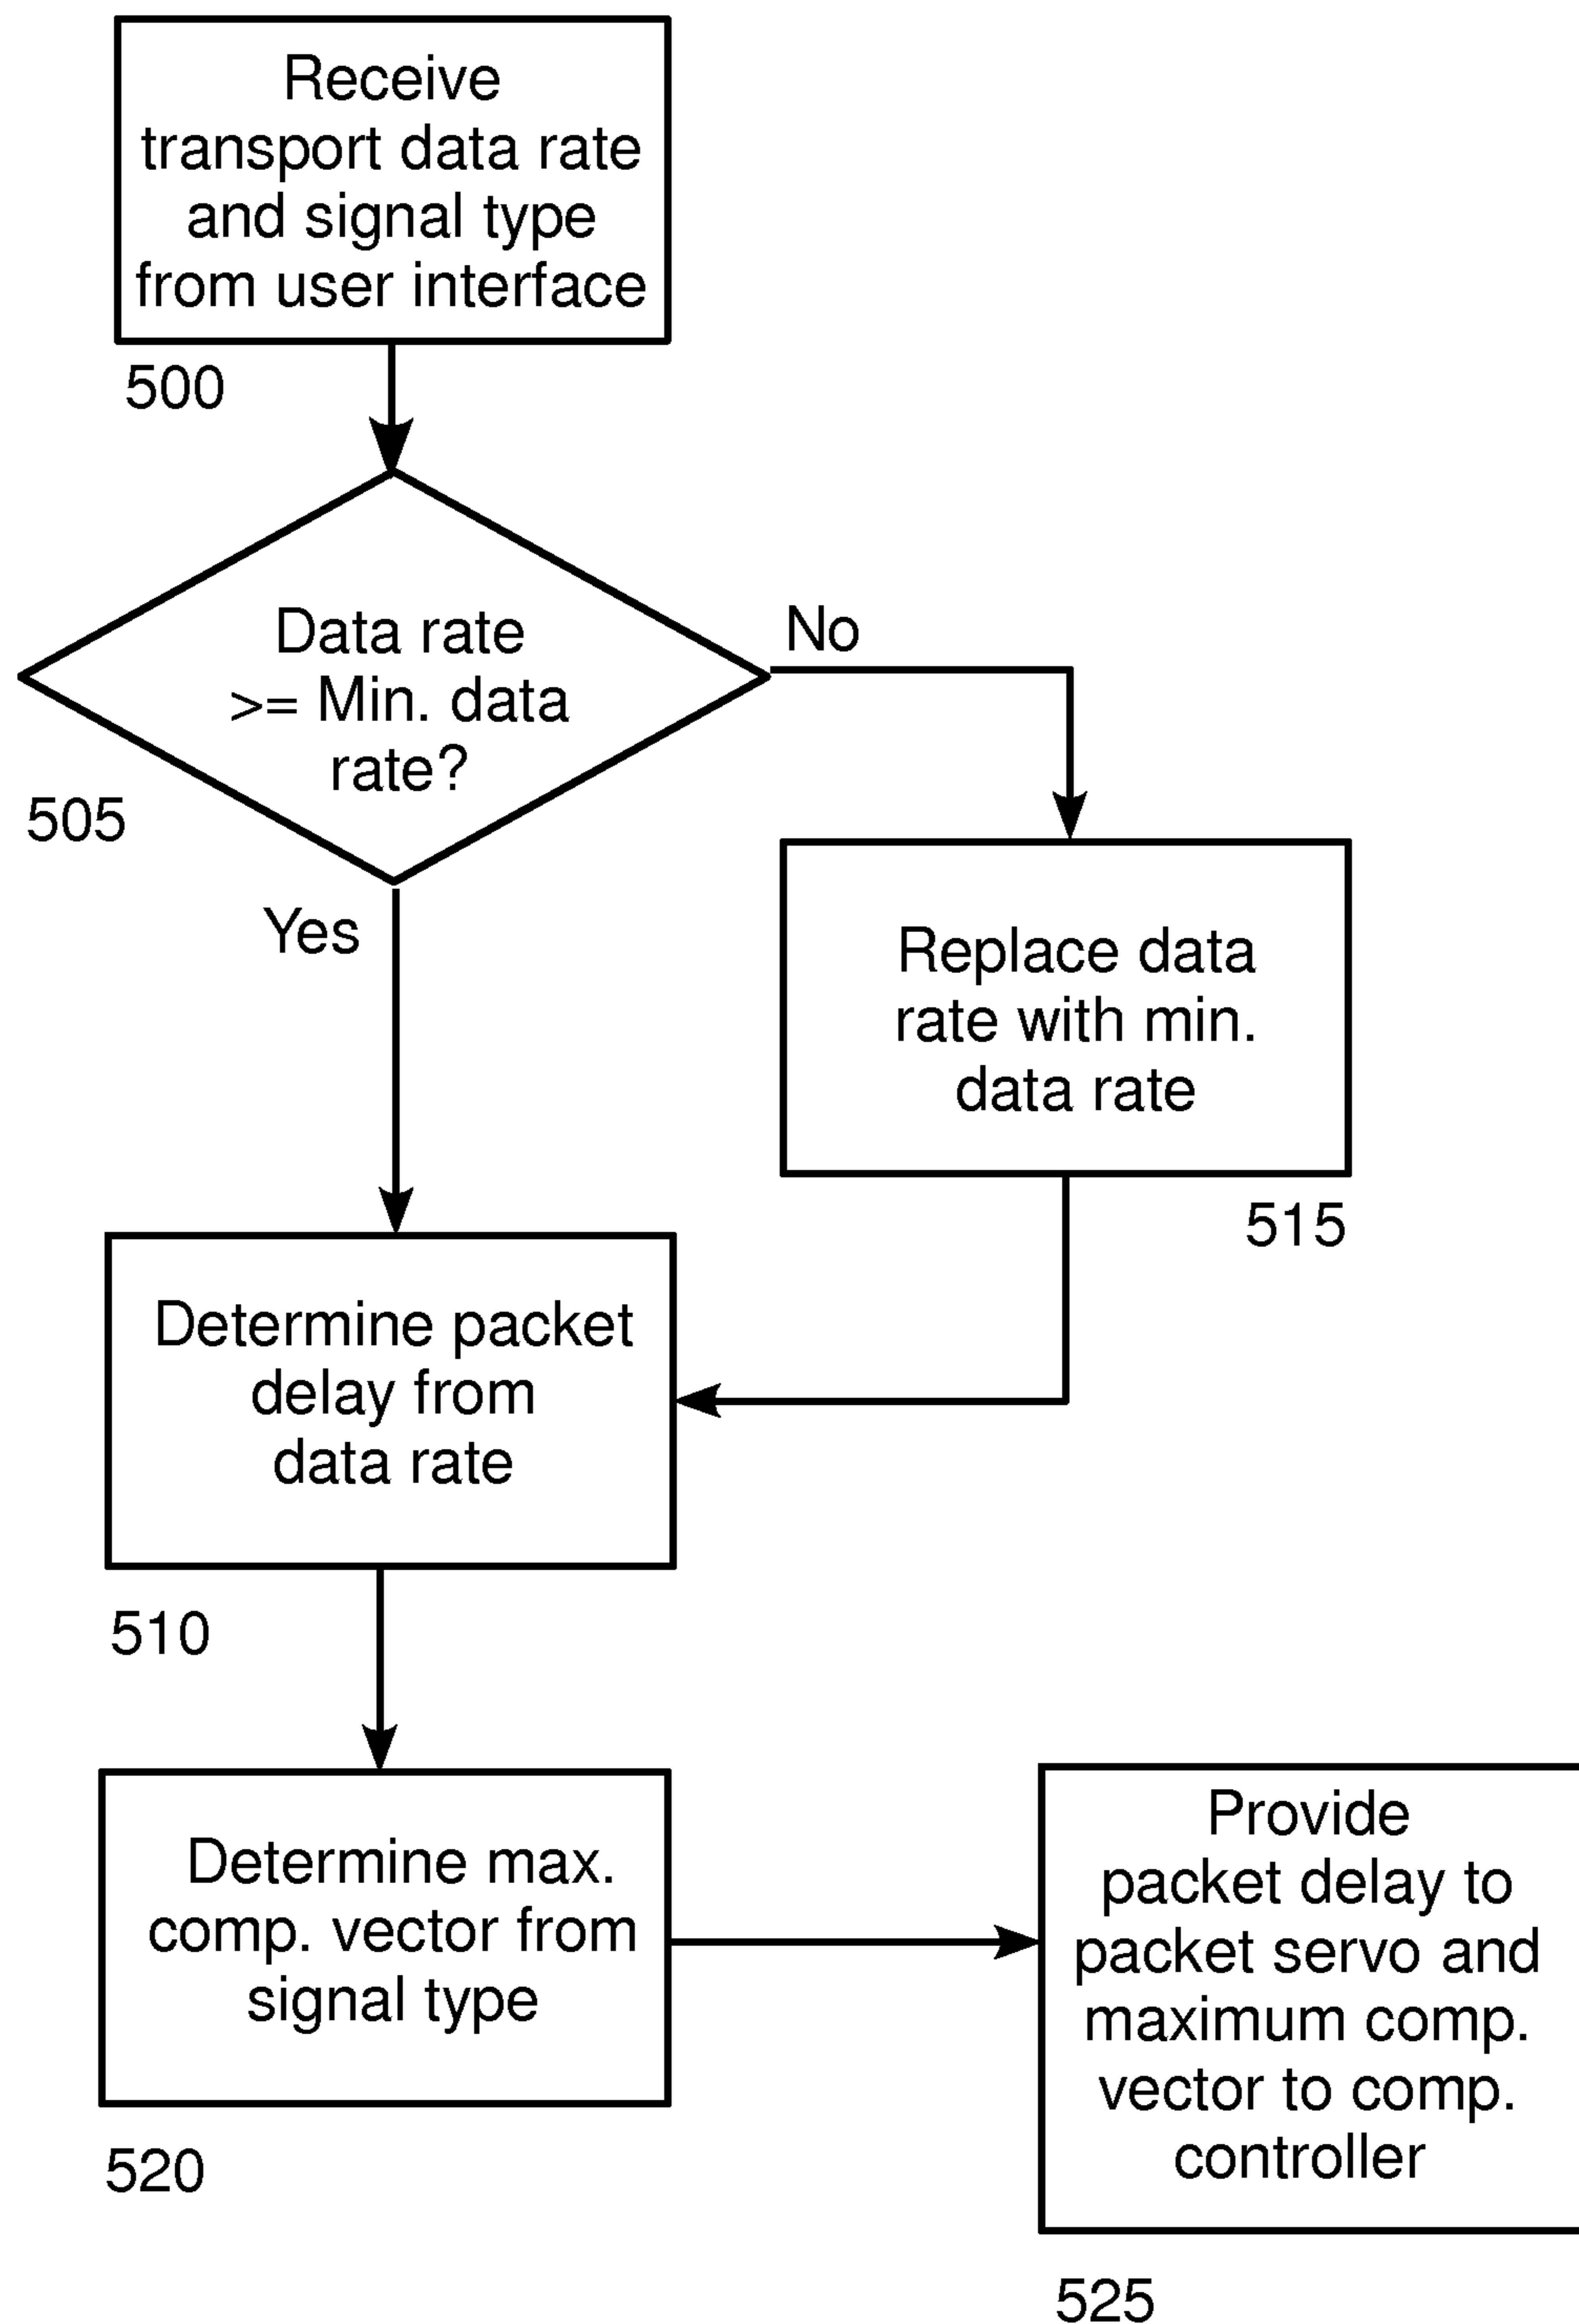 Receive
transport data rate
and signal type
from user interface
500
Data rate
>= Min. data
rate?
505
No
Yes
Replace data
rate with min.
data rate
515
Determine packet
delay from
data rate
510
Determine max.
comp. vector from
signal type
520
Provide
packet delay to
packet servo and
maximum comp.
vector to comp.
controller
525